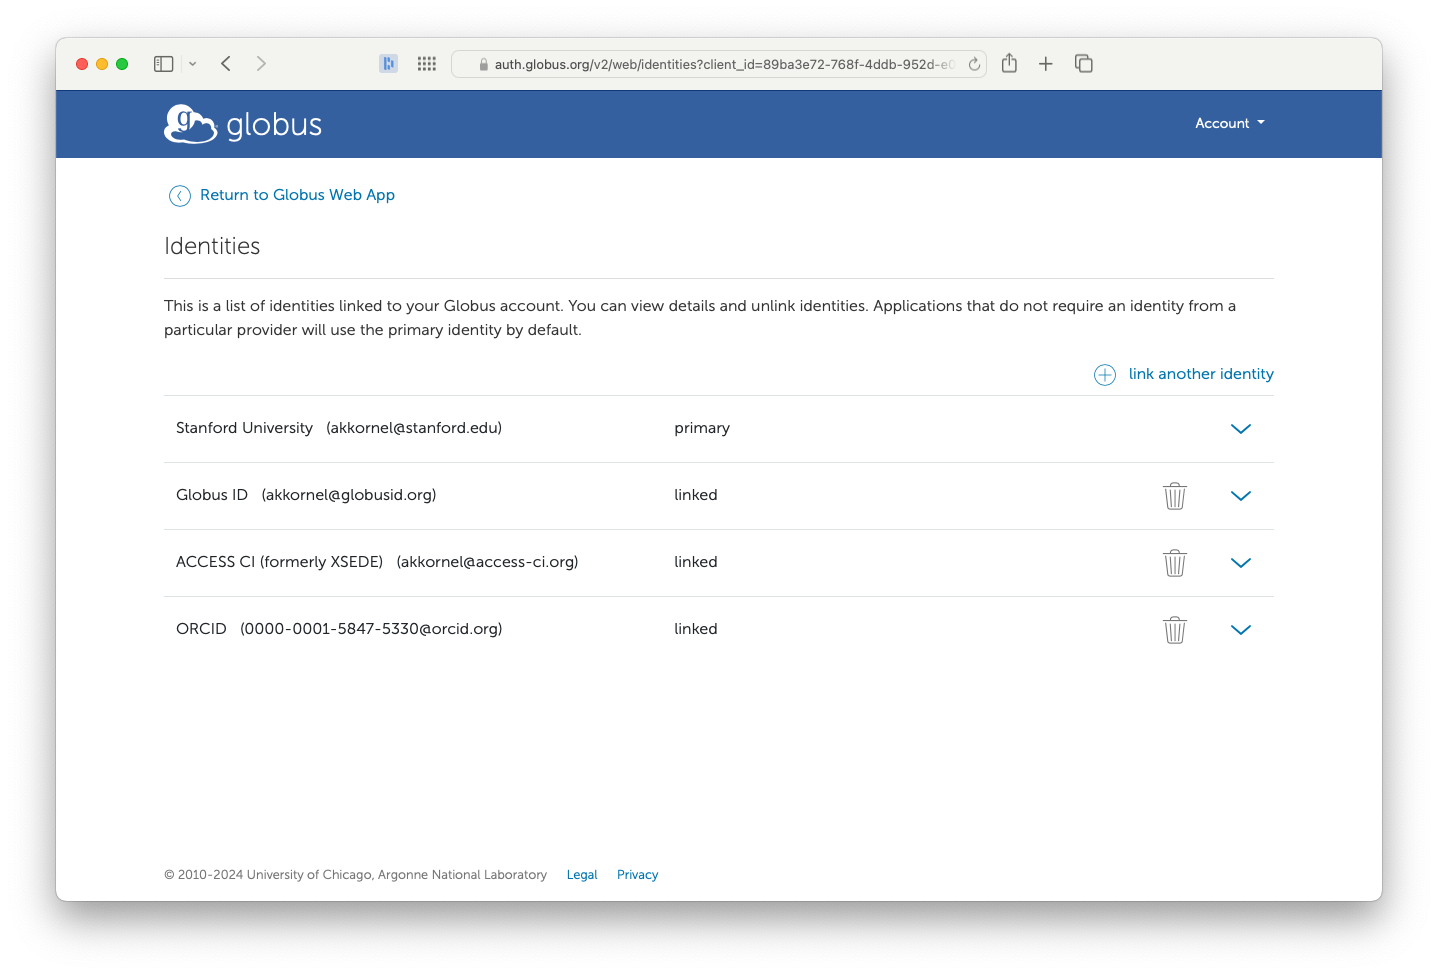 auth.globus.org/v2/web/identities?client_id=89ba3e72-768f-4ddb-952d-e
g globus
Account
Return to Globus Web App
Identities
This is a list of identities linked to your Globus account. You can view details and unlink identities. Applications that do not require an identity from a
particular provider will use the primary identity by default.
link another identity
Stanford University (akkornel@stanford.edu) primary
Globus ID (akkornel@globusid.org) linked
ACCESS CI (formerly XSEDE) (akkornel@access-ci.org) linked
ORCID (0000-0001-5847-5330@orcid.org) linked
© 2010-2024 University of Chicago, Argonne National Laboratory Legal Privacy